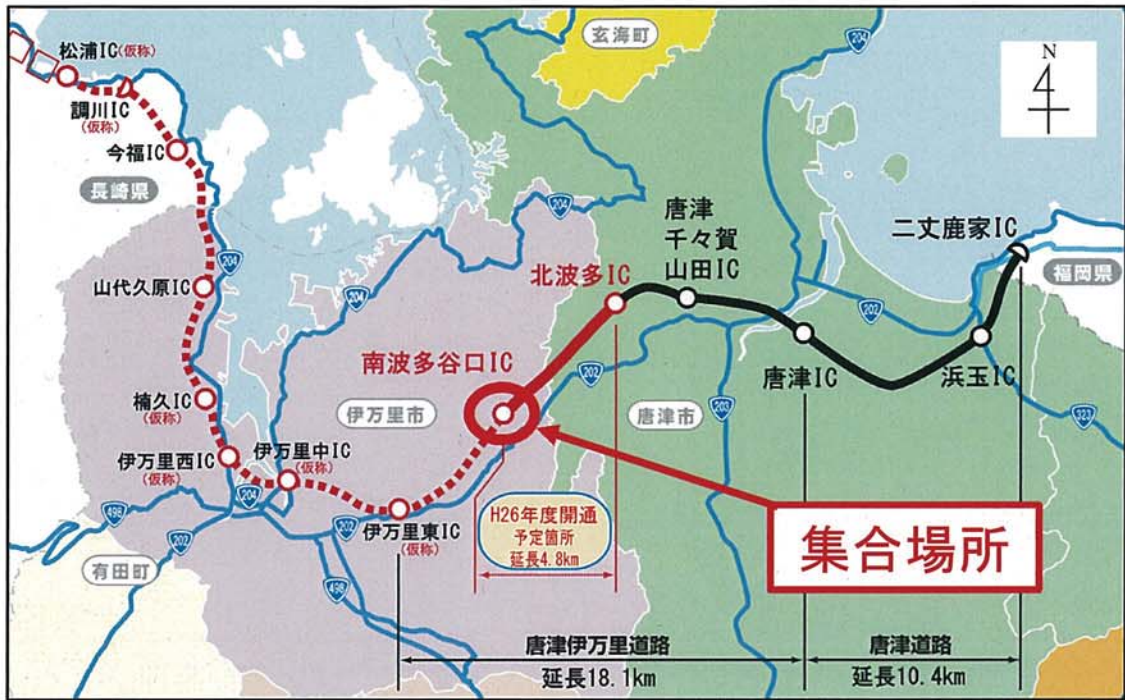 松浦IC(仮称)
調川IC
(仮称)
今福IC
長崎県
玄海町
204
N
204
204
204
山代久原IC
北波多IC
唐津
千々賀
山田IC
二丈鹿家IC
福岡県
202
南波多谷口IC
唐津IC
浜玉IC
楠久IC
(仮称)
伊万里市
202
唐津市
203
323
伊万里西IC
(仮称)
伊万里中IC
(仮称)
204
498
202
202
伊万里東IC
(仮称)
H26年度開通
予定箇所
延長4.8km
集合場所
有田町
498
唐津伊万里道路
延長18.1km
唐津道路
延長10.4km